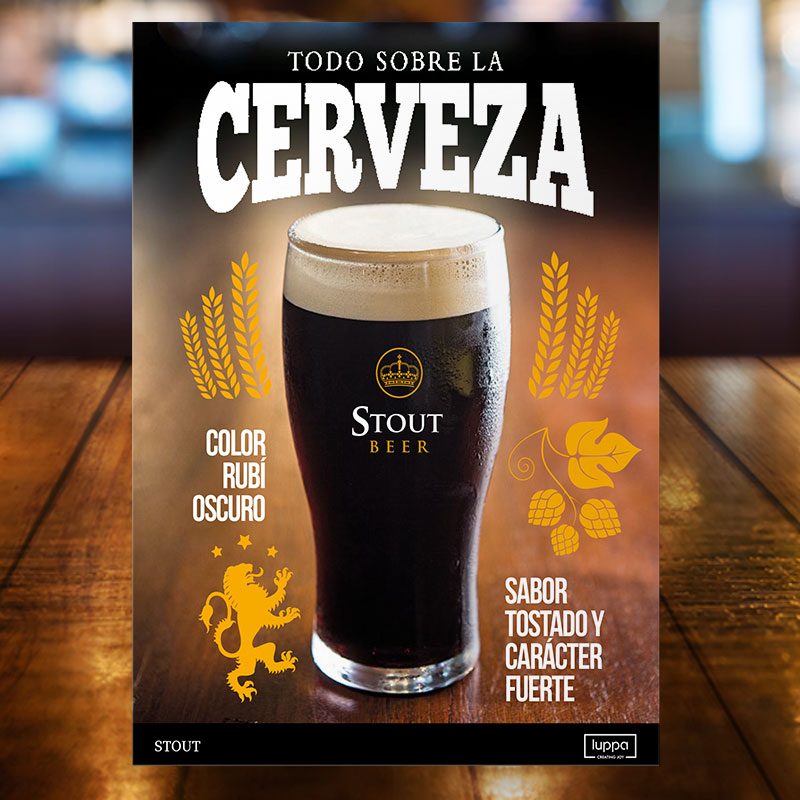 TODO SOBRE LA
CERVEZA
STOUT
BEER
COLOR
RUBÍ
OSCURO
SABOR
TOSTADO Y
CARÁCTER
FUERTE
STOUT
luppa
CREATING JOY